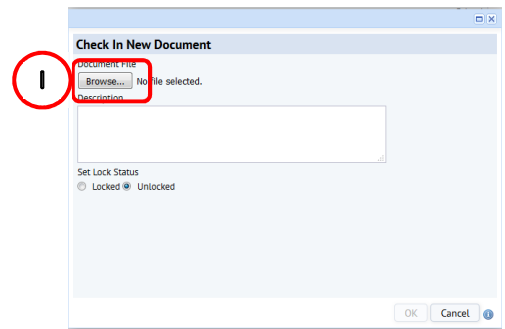 Check In New Document
Document File
I
Browse... No file selected.
Description
Set Lock Status
Locked Unlocked
OK Cancel